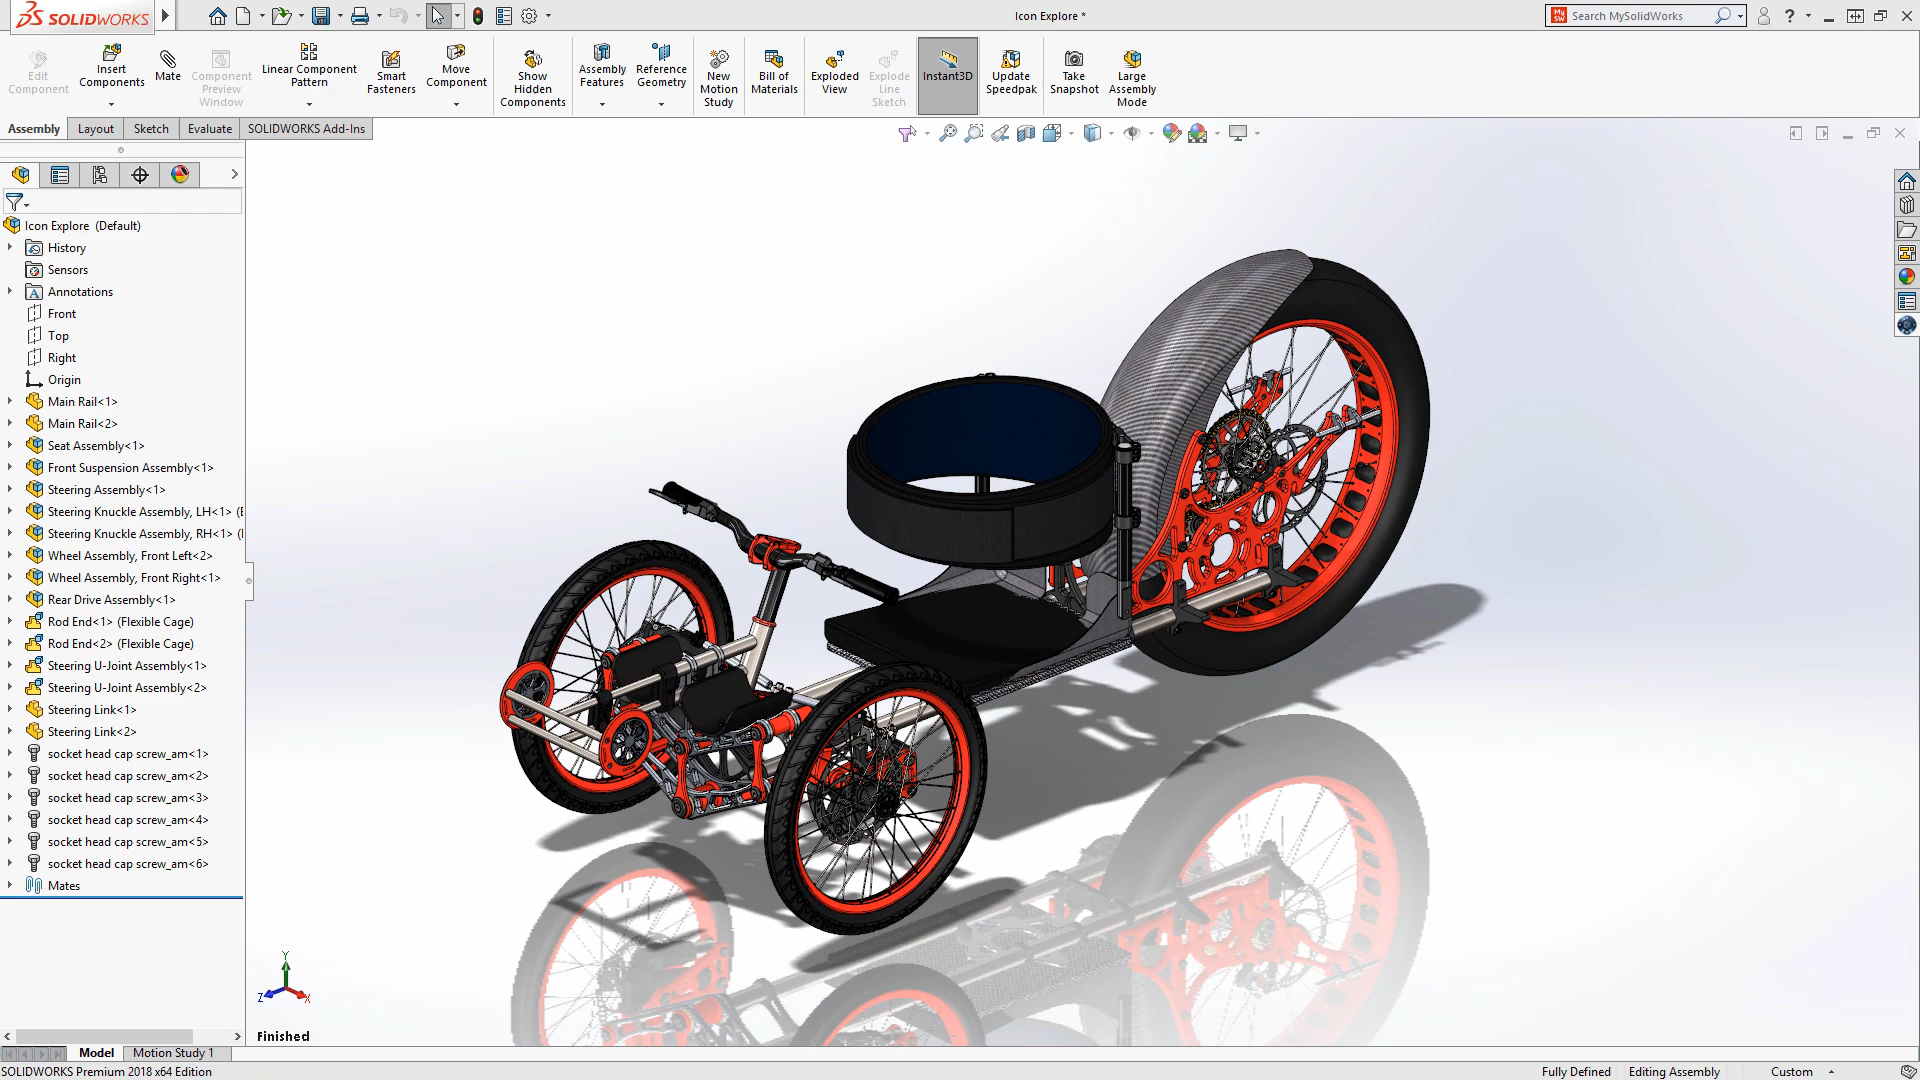 SOLIDWORKS
Icon Explore *
Search MySolidWorks
Edit Component
Insert Components
Mate
Component Preview Window
Linear Component Pattern
Smart Fasteners
Move Component
Show Hidden Components
Assembly Features
Reference Geometry
New Motion Study
Bill of Materials
Exploded View
Explode Line Sketch
Instant3D
Update Speedpak
Take Snapshot
Large Assembly Mode
Assembly
Layout
Sketch
Evaluate
SOLIDWORKS Add-Ins
Icon Explore (Default)
History
Sensors
Annotations
Front
Top
Right
Origin
Main Rail<1>
Main Rail<2>
Seat Assembly<1>
Front Suspension Assembly<1>
Steering Assembly<1>
Steering Knuckle Assembly, LH<1> (
Steering Knuckle Assembly, RH<1> (
Wheel Assembly, Front Left<2>
Wheel Assembly, Front Right<1>
Rear Drive Assembly<1>
Rod End<1> (Flexible Cage)
Rod End<2> (Flexible Cage)
Steering U-Joint Assembly<1>
Steering U-Joint Assembly<2>
Steering Link<1>
Steering Link<2>
socket head cap screw_am<1>
socket head cap screw_am<2>
socket head cap screw_am<3>
socket head cap screw_am<4>
socket head cap screw_am<5>
socket head cap screw_am<6>
Mates
Y
Z
X
Finished
Model
Motion Study 1
SOLIDWORKS Premium 2018 x64 Edition
Fully Defined
Editing Assembly
Custom